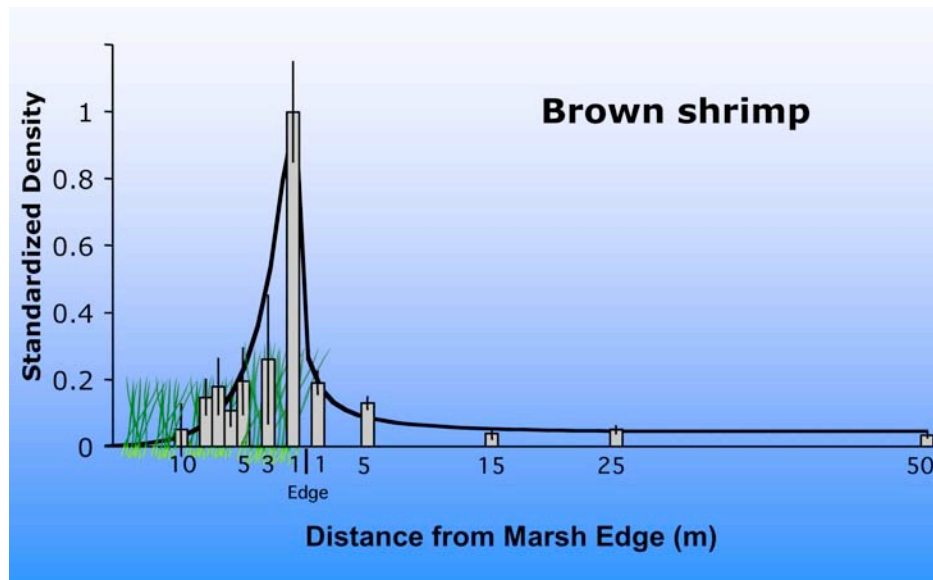 Brown shrimp
Standardized Density
1
0.8
0.6
0.4
0.2
0
10 5 3 1 1 5 15 25 50
Edge
Distance from Marsh Edge (m)